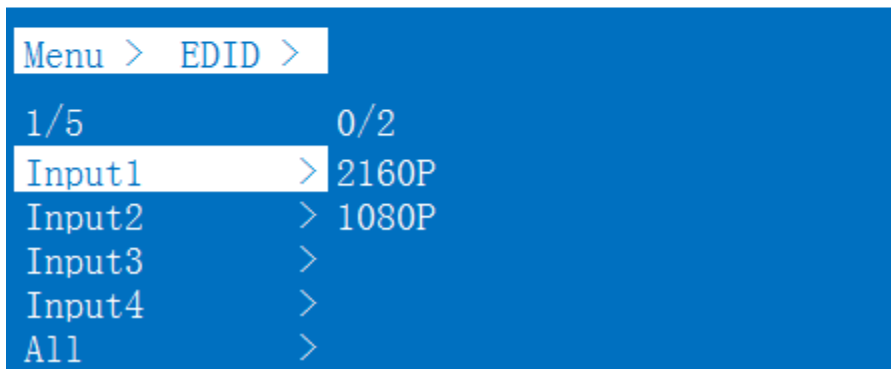 Menu > EDID >
1/5 0/2
Input1 > 2160P
Input2 > 1080P
Input3 >
Input4 >
All >